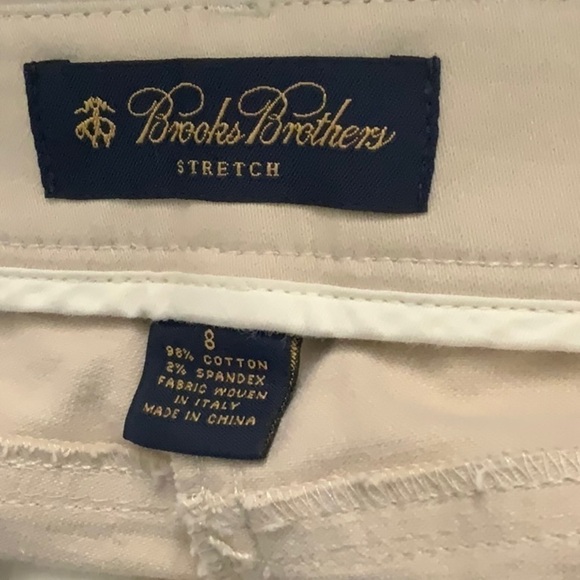 Brooks Brothers
STRETCH
8
98% COTTON
2% SPANDEX
FABRIC WOVEN
IN ITALY
MADE IN CHINA